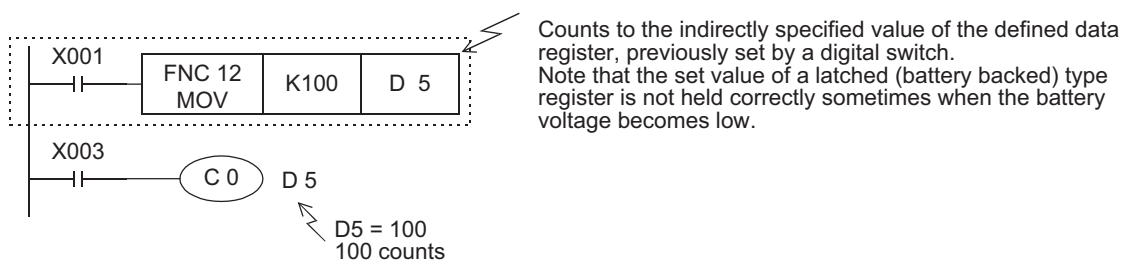 X001
FNC 12
MOV
K100
D 5
Counts to the indirectly specified value of the defined data
register, previously set by a digital switch.
Note that the set value of a latched (battery backed) type
register is not held correctly sometimes when the battery
voltage becomes low.
X003
C 0
D 5
D5 = 100
100 counts